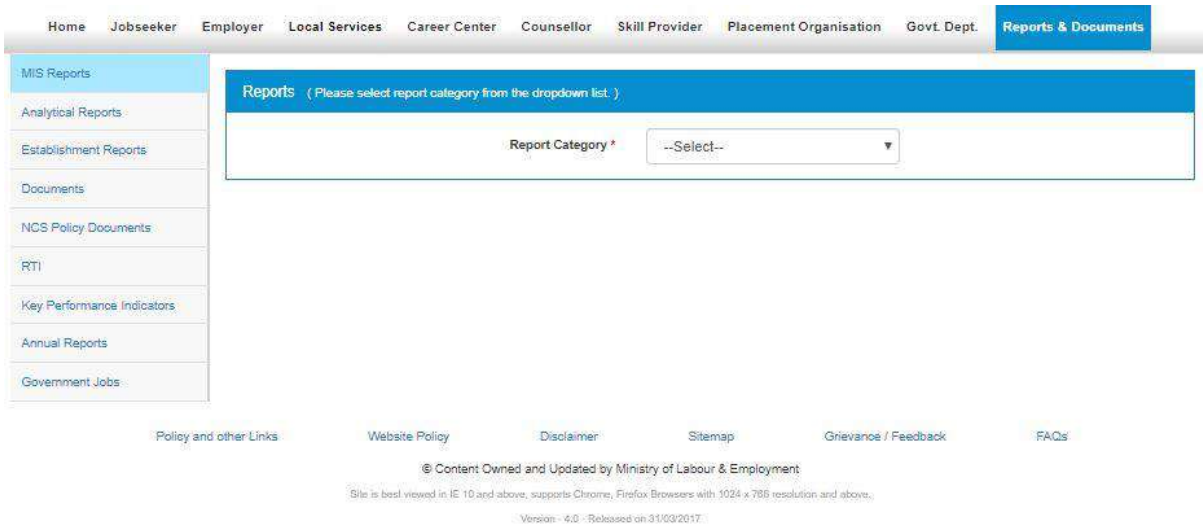 Home Jobseeker Employer Local Services Career Center Counsellor Skill Provider Placement Organisation Govt. Dept. Reports & Documents
MIS Reports
Analytical Reports
Establishment Reports
Documents
NCS Policy Documents
RTI
Key Performance Indicators
Annual Reports
Government Jobs
Reports ( Please select report category from the dropdown list. )
Report Category * --Select--
Policy and other Links Website Policy Disclaimer Sitemap Grievance / Feedback FAQs
© Content Owned and Updated by Ministry of Labour & Employment
Site is best viewed in IE 10 and above, supports Chrome, Firefox Browsers with 1024 x 768 resolution and above.
Version - 4.0 - Released on 31/03/2017